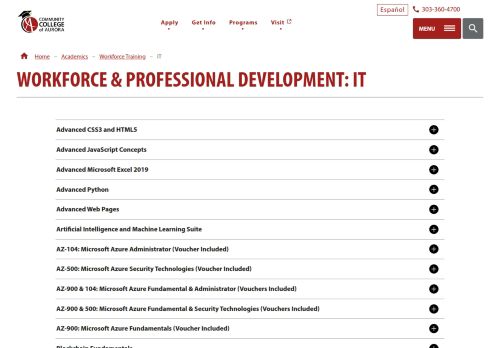 COMMUNITY
COLLEGE
of AURORA
Apply
Get Info
Programs
Visit
Español
303-360-4700
MENU
Home – Academics – Workforce Training – IT
WORKFORCE & PROFESSIONAL DEVELOPMENT: IT
Advanced CSS3 and HTML5
Advanced JavaScript Concepts
Advanced Microsoft Excel 2019
Advanced Python
Advanced Web Pages
Artificial Intelligence and Machine Learning Suite
AZ-104: Microsoft Azure Administrator (Voucher Included)
AZ-500: Microsoft Azure Security Technologies (Voucher Included)
AZ-900 & 104: Microsoft Azure Fundamental & Administrator (Vouchers Included)
AZ-900 & 500: Microsoft Azure Fundamental & Security Technologies (Vouchers Included)
AZ-900: Microsoft Azure Fundamentals (Voucher Included)
Blockchain Fundamentals